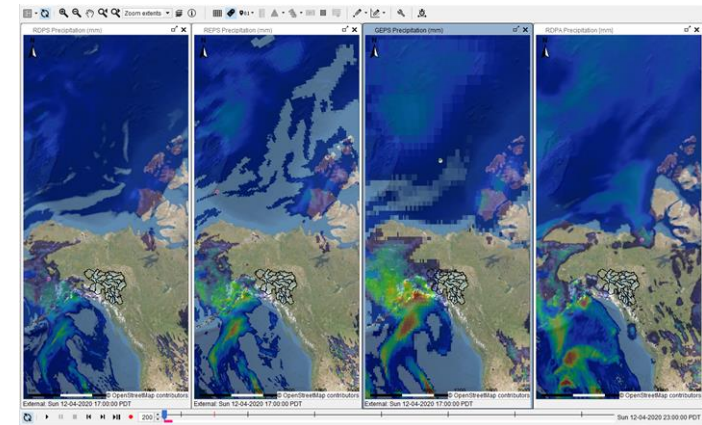 Zoom extents
RDPS Precipitation (mm)
REPS Precipitation (mm)
GEPS Precipitation (mm)
RDPA Precipitation (mm)
© OpenStreetMap contributors
© OpenStreetMap contributors
© OpenStreetMap contributors
© OpenStreetMap contributors
External: Sun 12-04-2020 17:00:00 PDT
External: Sun 12-04-2020 17:00:00 PDT
200
Sun 12-04-2020 23:00:00 PDT